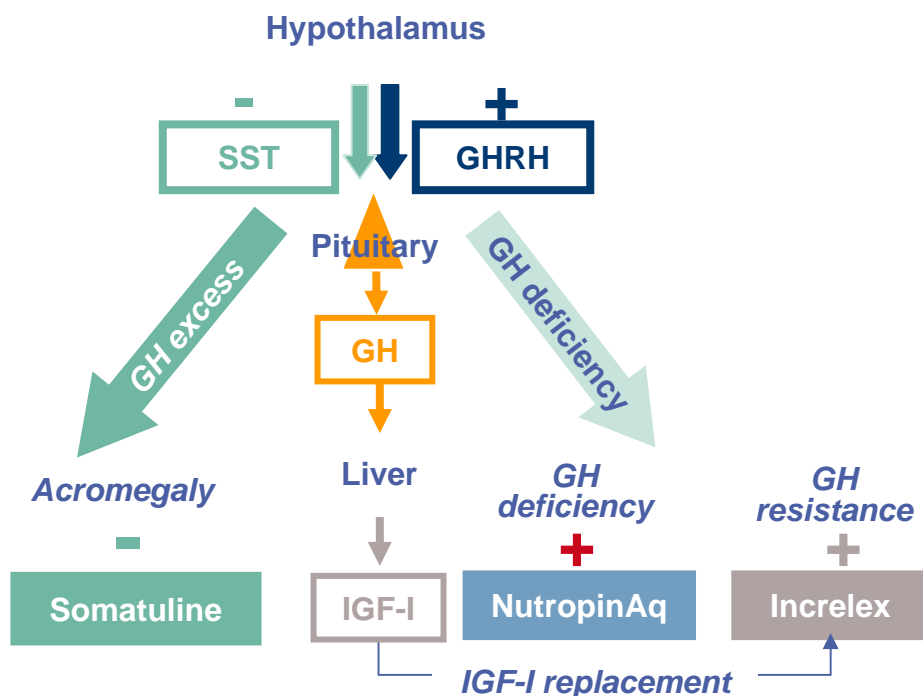 Hypothalamus
-
+
SST
GHRH
Pituitary
GH excess
GH deficiency
GH
Acromegaly
Liver
GH
deficiency
GH
resistance
-
+
+
Somatuline
IGF-I
NutropinAq
Increlex
IGF-I replacement